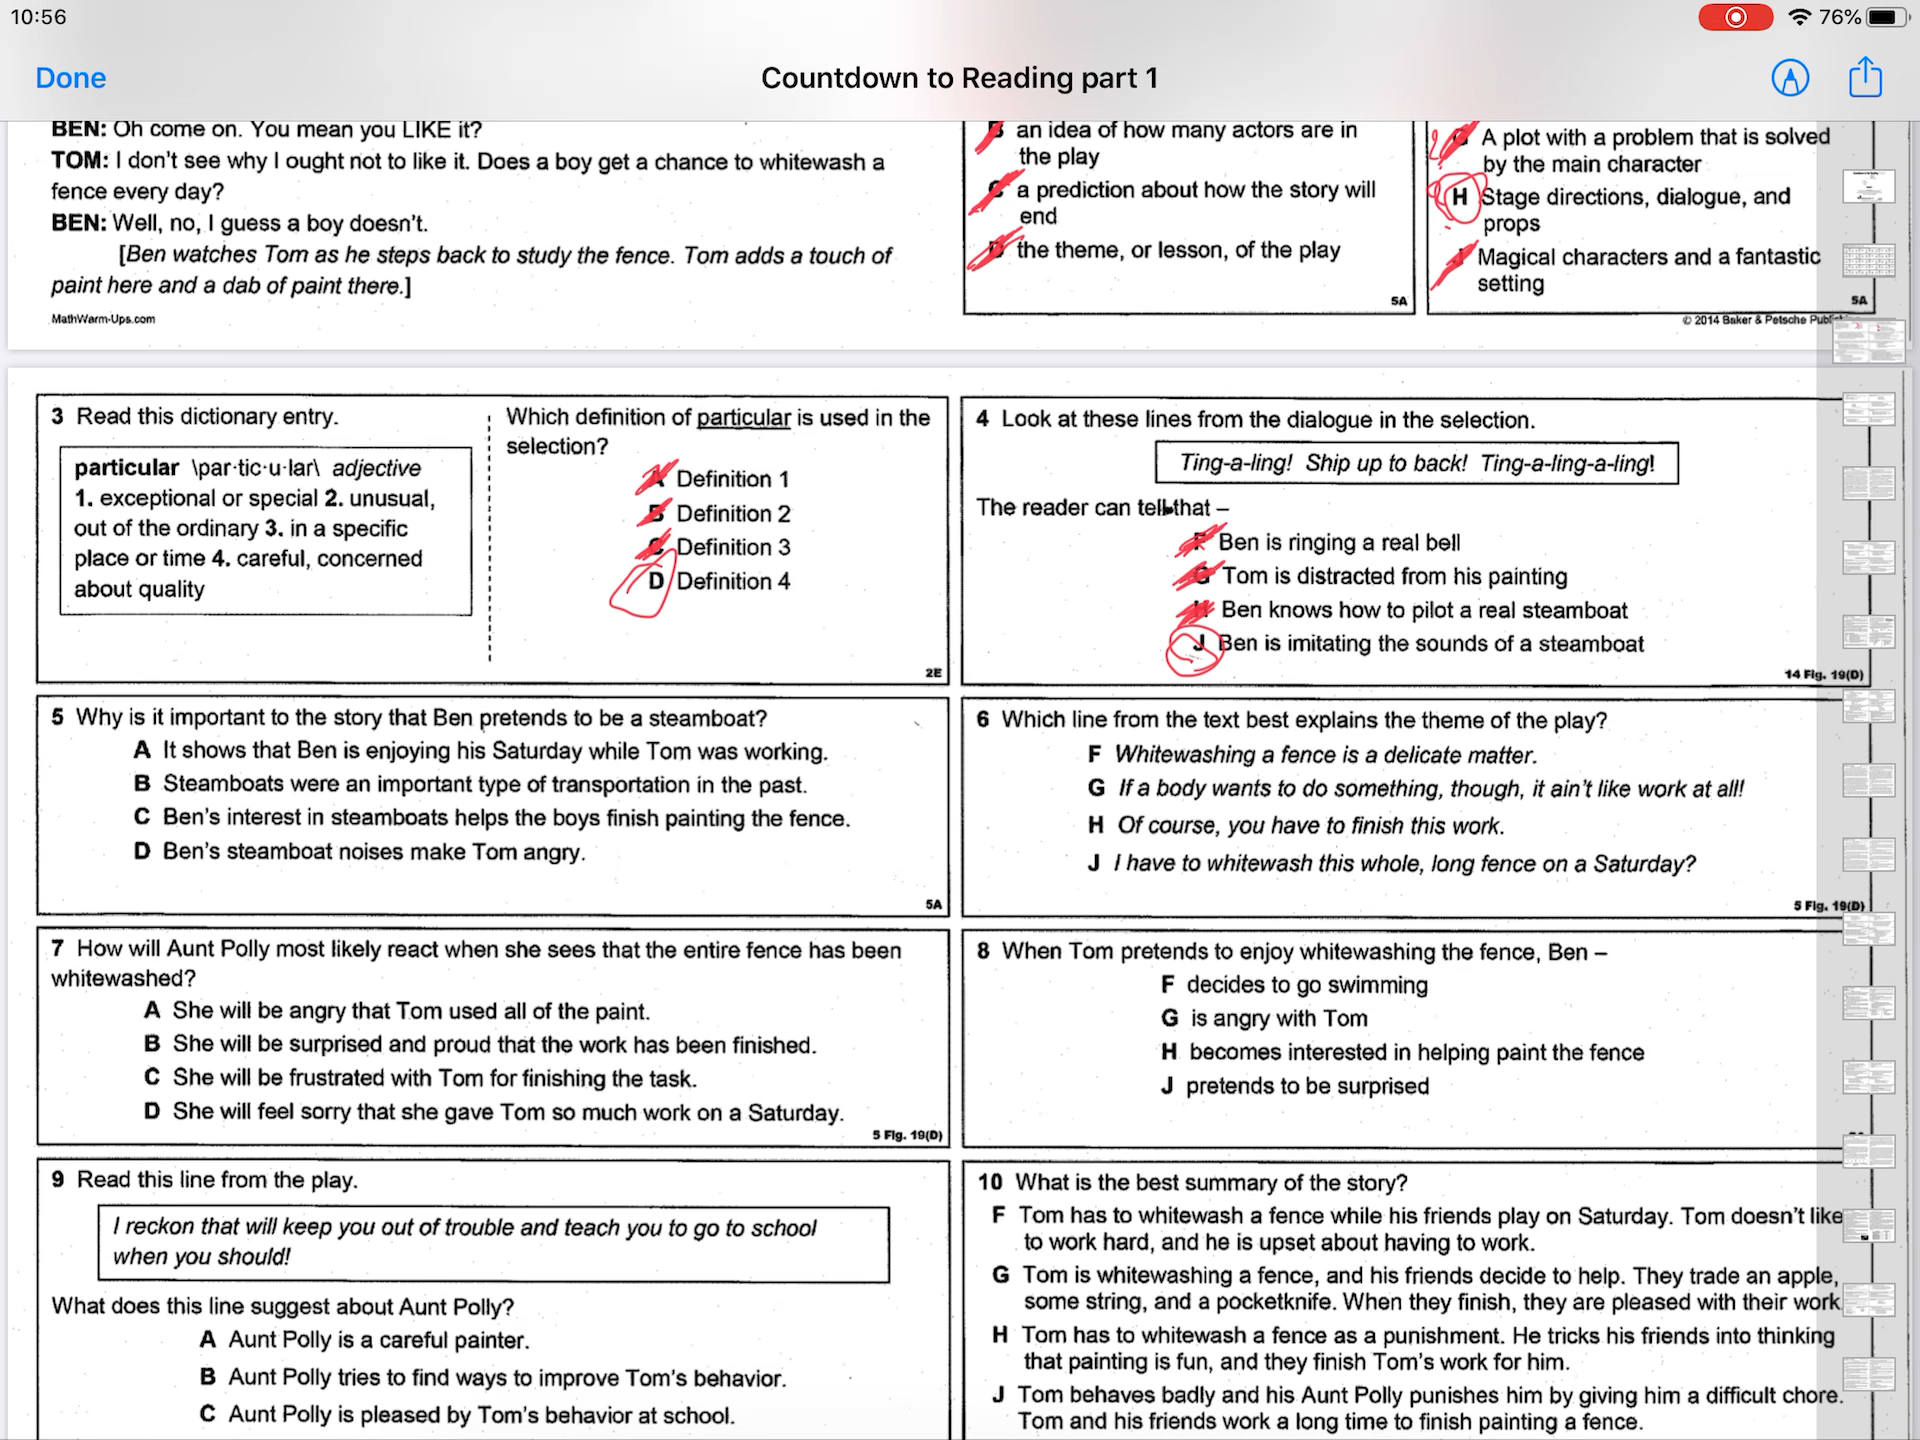 10:56
76%
Done
Countdown to Reading part 1
BEN: Oh come on. You mean you LIKE it?
TOM: I don't see why I ought not to like it. Does a boy get a chance to whitewash a
fence every day?
BEN: Well, no, I guess a boy doesn't.
[Ben watches Tom as he steps back to study the fence. Tom adds a touch of
paint here and a dab of paint there.]
MathWarm-Ups.com
B an idea of how many actors are in
the play
C a prediction about how the story will
end
D the theme, or lesson, of the play
5A
G A plot with a problem that is solved
by the main character
H Stage directions, dialogue, and
props
J Magical characters and a fantastic
setting
5A
© 2014 Baker & Petsche
3 Read this dictionary entry.
particular \par·tic·u·lar\ adjective
1. exceptional or special 2. unusual,
out of the ordinary 3. in a specific
place or time 4. careful, concerned
about quality
Which definition of particular is used in the
selection?
A Definition 1
B Definition 2
C Definition 3
D Definition 4
2E
4 Look at these lines from the dialogue in the selection.
Ting-a-ling! Ship up to back! Ting-a-ling-a-ling!
The reader can tell that –
F Ben is ringing a real bell
G Tom is distracted from his painting
H Ben knows how to pilot a real steamboat
J Ben is imitating the sounds of a steamboat
14 Fig. 19(D)
5 Why is it important to the story that Ben pretends to be a steamboat?
A It shows that Ben is enjoying his Saturday while Tom was working.
B Steamboats were an important type of transportation in the past.
C Ben's interest in steamboats helps the boys finish painting the fence.
D Ben's steamboat noises make Tom angry.
5A
6 Which line from the text best explains the theme of the play?
F Whitewashing a fence is a delicate matter.
G If a body wants to do something, though, it ain't like work at all!
H Of course, you have to finish this work.
J I have to whitewash this whole, long fence on a Saturday?
5 Fig. 19(D)
7 How will Aunt Polly most likely react when she sees that the entire fence has been
whitewashed?
A She will be angry that Tom used all of the paint.
B She will be surprised and proud that the work has been finished.
C She will be frustrated with Tom for finishing the task.
D She will feel sorry that she gave Tom so much work on a Saturday.
5 Fig. 19(D)
8 When Tom pretends to enjoy whitewashing the fence, Ben –
F decides to go swimming
G is angry with Tom
H becomes interested in helping paint the fence
J pretends to be surprised
9 Read this line from the play.
I reckon that will keep you out of trouble and teach you to go to school
when you should!
What does this line suggest about Aunt Polly?
A Aunt Polly is a careful painter.
B Aunt Polly tries to find ways to improve Tom's behavior.
C Aunt Polly is pleased by Tom's behavior at school.
10 What is the best summary of the story?
F Tom has to whitewash a fence while his friends play on Saturday. Tom doesn't like
to work hard, and he is upset about having to work.
G Tom is whitewashing a fence, and his friends decide to help. They trade an apple,
some string, and a pocketknife. When they finish, they are pleased with their work.
H Tom has to whitewash a fence as a punishment. He tricks his friends into thinking
that painting is fun, and they finish Tom's work for him.
J Tom behaves badly and his Aunt Polly punishes him by giving him a difficult chore.
Tom and his friends work a long time to finish painting a fence.